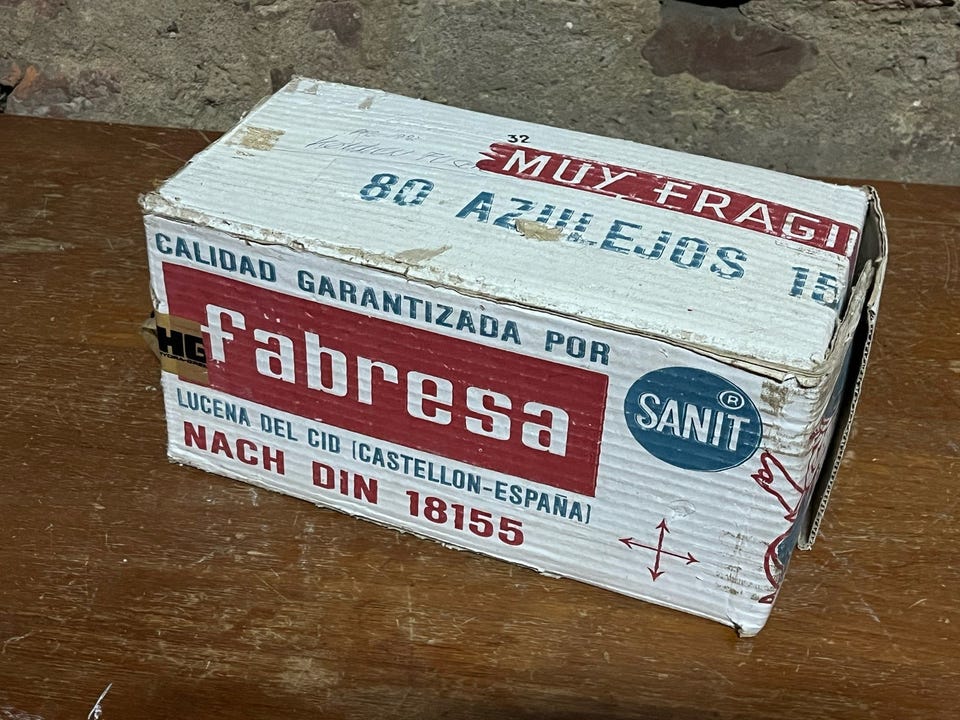 32
MUY FRAGI
80 AZULEJOS 15
CALIDAD GARANTIZADA POR
HG
fabresa
SANIT ®
LUCENA DEL CID (CASTELLON-ESPAÑA)
NACH DIN 18155